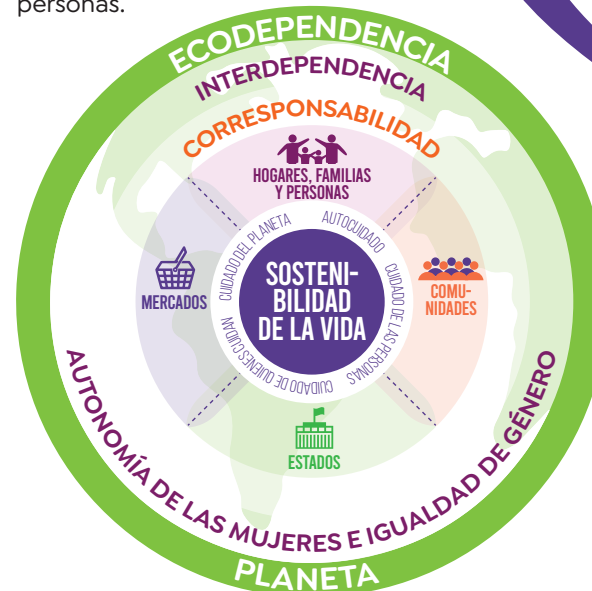 personas.
ECODEPENDENCIA
INTERDEPENDENCIA
CORRESPONSABILIDAD
HOGARES, FAMILIAS
Y PERSONAS
CUIDADO DEL PLANETA
AUTOCUIDADO
CUIDADO DE LAS PERSONAS
CUIDADO DE QUIENES CUIDAN
SOSTENI-
BILIDAD
DE LA VIDA
MERCADOS
COMU-
NIDADES
ESTADOS
AUTONOMÍA DE LAS MUJERES E IGUALDAD DE GÉNERO
PLANETA